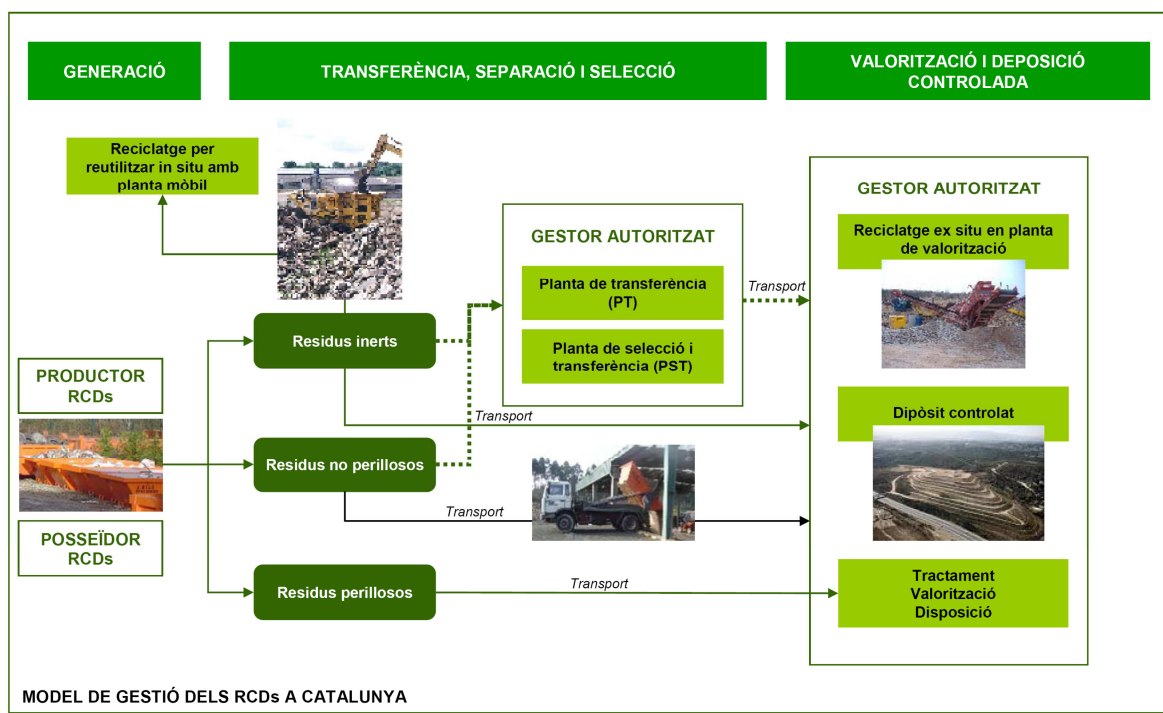 GENERACIÓ
TRANSFERÈNCIA, SEPARACIÓ I SELECCIÓ
VALORITZACIÓ I DEPOSICIÓ
CONTROLADA
Reciclatge per
reutilitzar in situ amb
planta mòbil
GESTOR AUTORITZAT
Planta de transferència
(PT)
Planta de selecció i
transferència (PST)
Transport
GESTOR AUTORITZAT
Reciclatge ex situ en planta
de valorització
Residus inerts
PRODUCTOR
RCDs
Transport
Dipòsit controlat
Residus no perillosos
Transport
POSSEÏDOR
RCDs
Residus perillosos
Transport
Tractament
Valorització
Disposició
MODEL DE GESTIÓ DELS RCDs A CATALUNYA